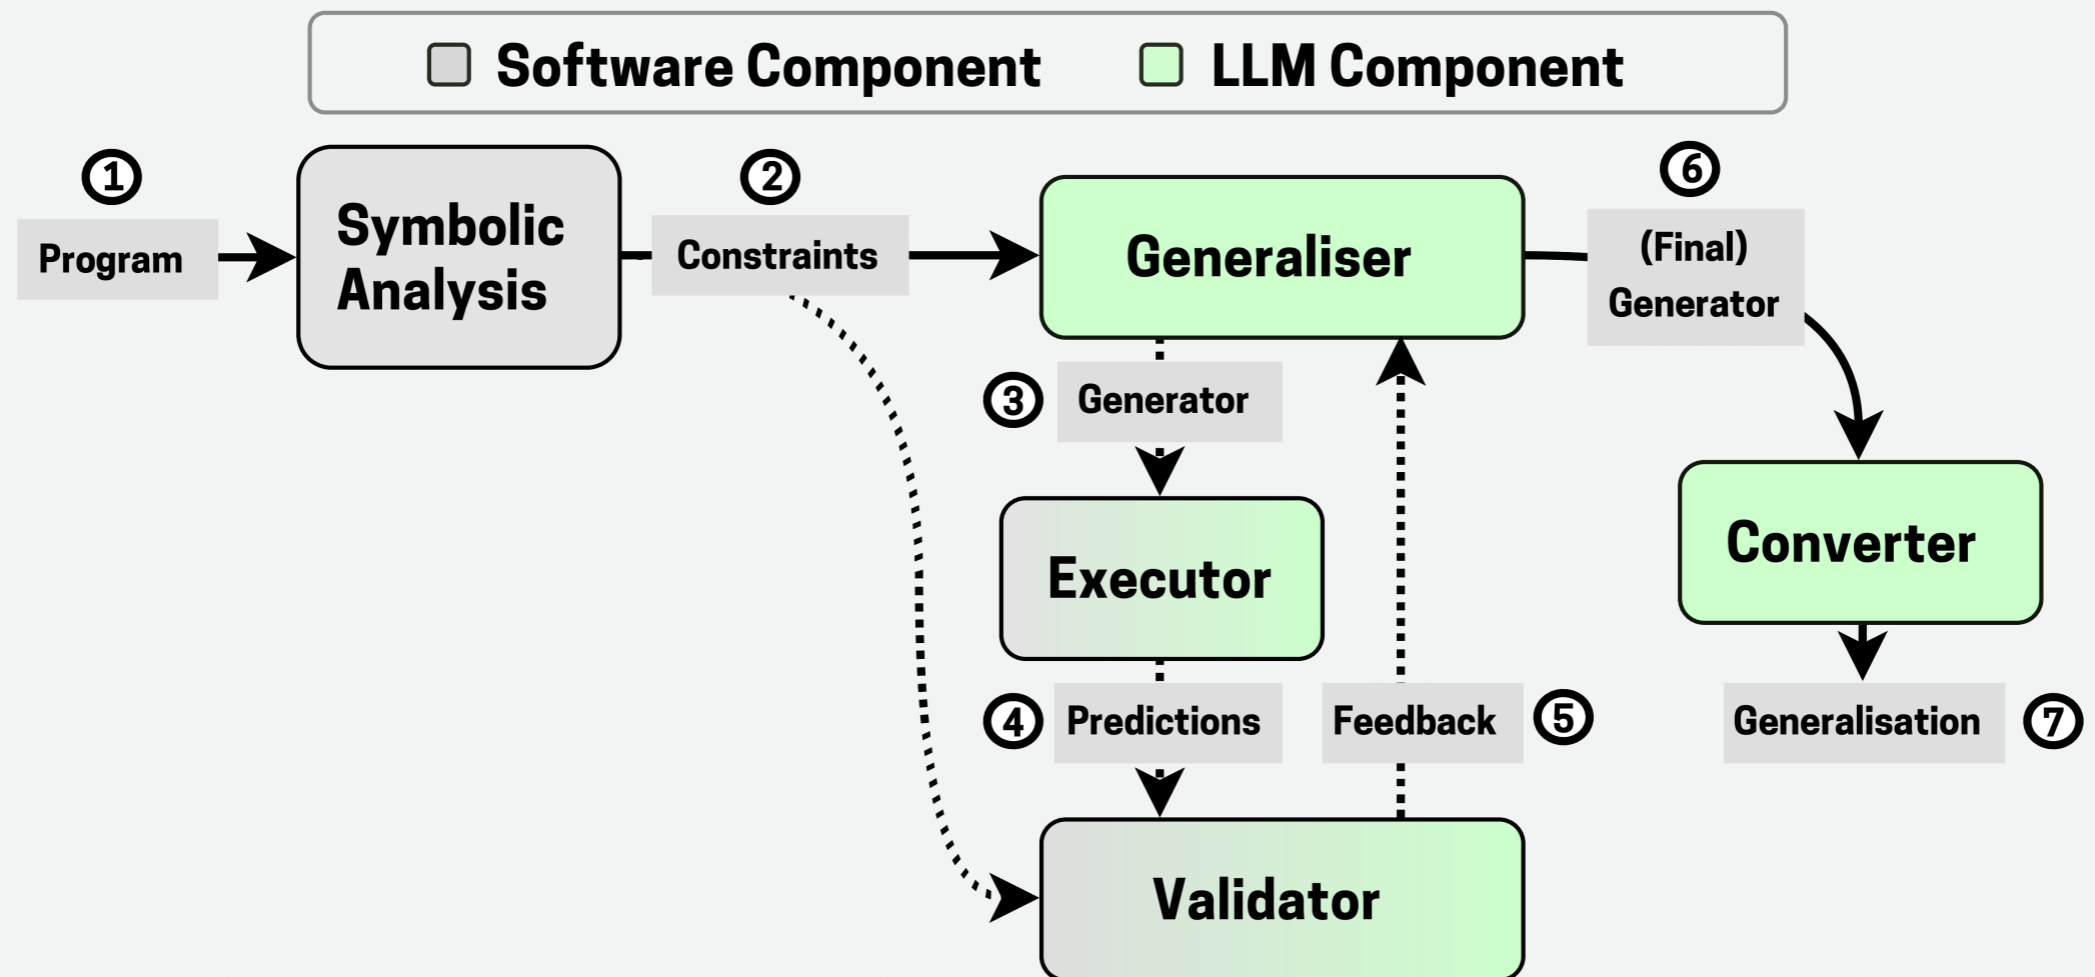 Software Component
LLM Component
1
Program
Symbolic
Analysis
2
Constraints
Generaliser
6
(Final)
Generator
3
Generator
Executor
Converter
4
Predictions
Feedback
5
Generalisation
7
Validator